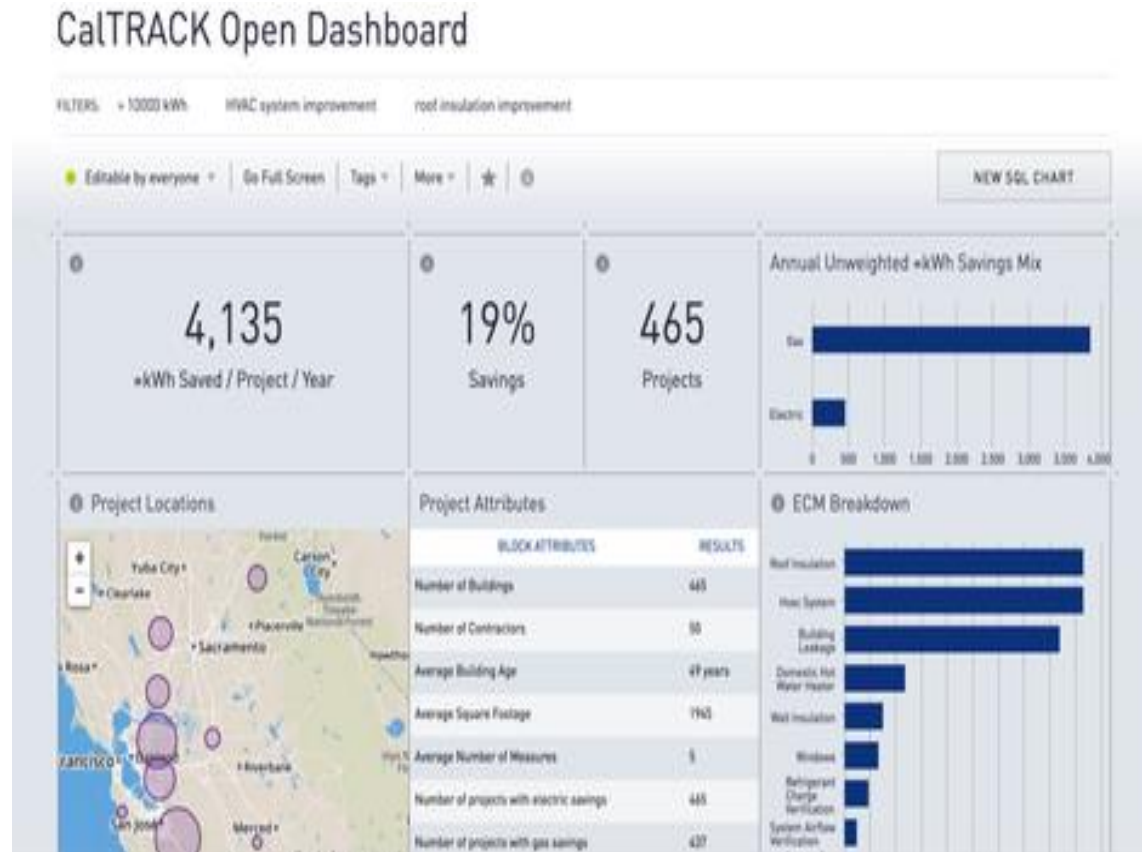 CalTRACK Open Dashboard
FILTERS: + 10000 kWh HVAC system improvement roof insulation improvement
Editable by everyone Go Full Screen Tags More
NEW SQL CHART
4,135
+kWh Saved / Project / Year
19%
Savings
465
Projects
Annual Unweighted +kWh Savings Mix
Gas
Electric
0 500 1,000 1,500 2,000 2,500 3,000 3,500 4,000
Project Locations
+
-
Yuba City
Clearlake
Carson City
Placerville
Sacramento
Rosa
Riverbank
San Jose
Merced
Project Attributes
BLOCK ATTRIBUTES RESULTS
Number of Buildings 465
Number of Contractors 50
Average Building Age 49 years
Average Square Footage 1965
Average Number of Measures 5
Number of projects with electric savings 465
Number of projects with gas savings 437
ECM Breakdown
Roof Insulation
Hvac System
Building
Leakage
Domestic Hot
Water Heater
Wall Insulation
Windows
Refrigerant
Charge
Verification
System Airflow
Verification